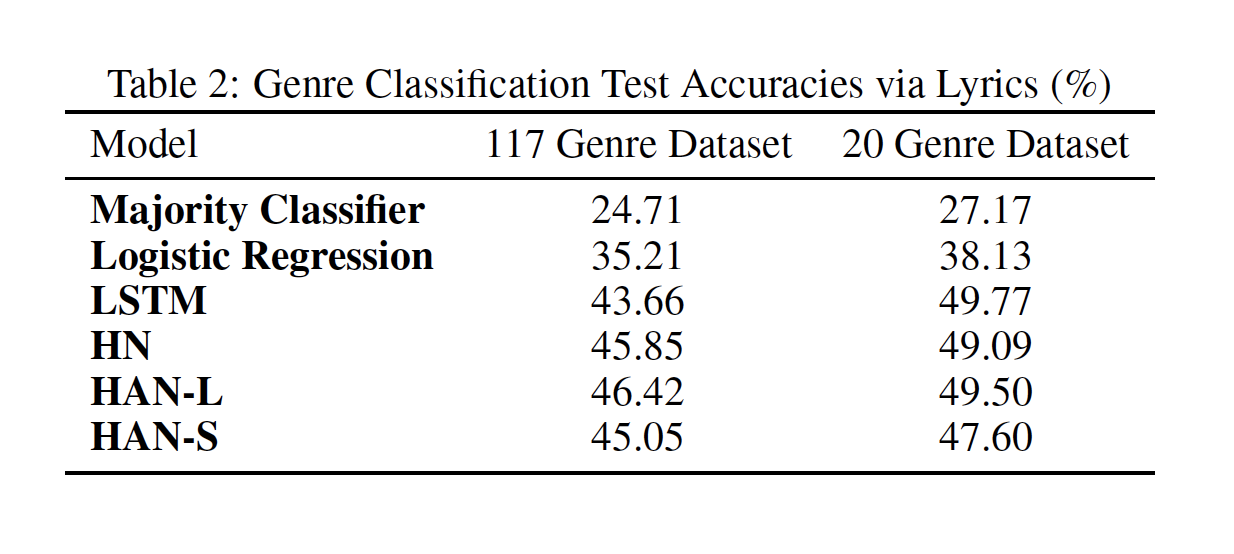 Table 2: Genre Classification Test Accuracies via Lyrics (%)
Model 117 Genre Dataset 20 Genre Dataset
Majority Classifier 24.71 27.17
Logistic Regression 35.21 38.13
LSTM 43.66 49.77
HN 45.85 49.09
HAN-L 46.42 49.50
HAN-S 45.05 47.60